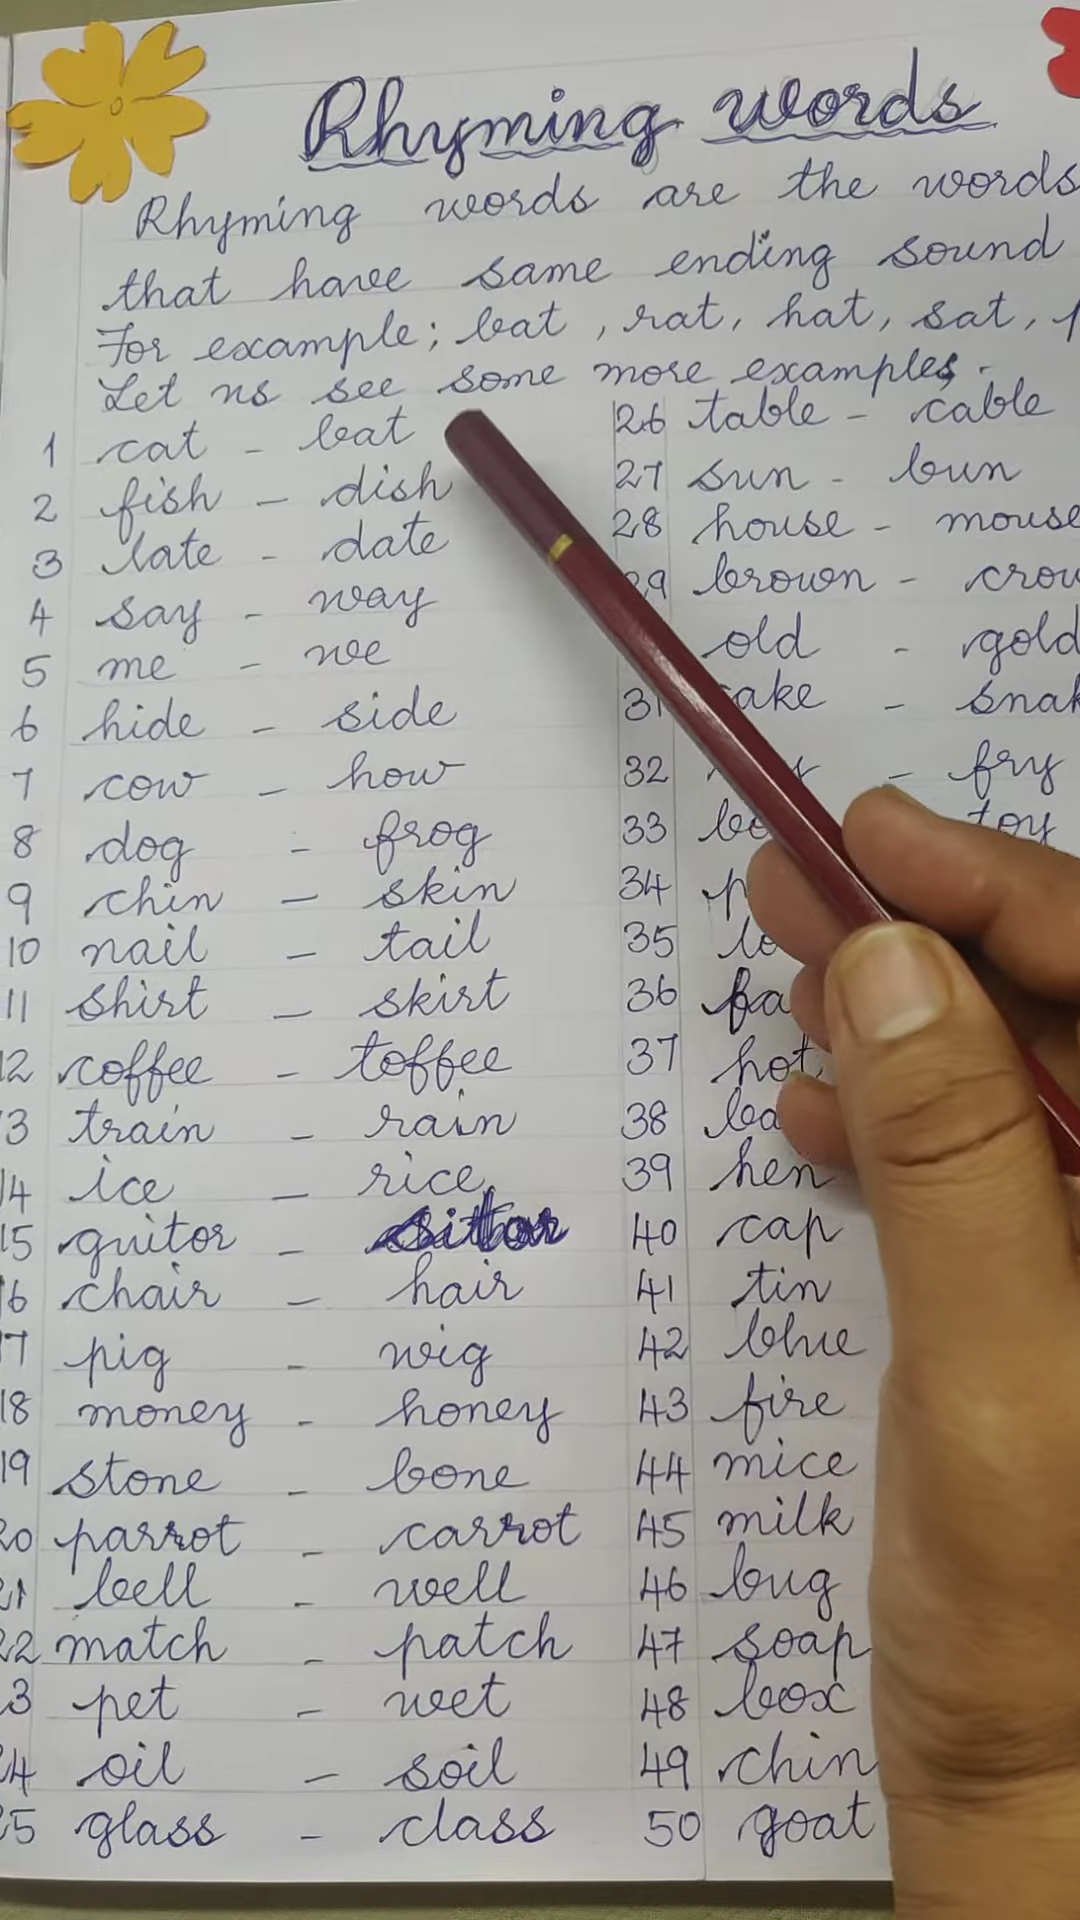 Rhyming words
Rhyming words are the words
that have same ending sound
For example; bat, rat, hat, sat,
Let us see some more examples.
1 cat - bat
2 fish - dish
3 late - date
4 say - way
5 me - we
6 hide - side
7 cow - how
8 dog - frog
9 chin - skin
10 nail - tail
11 shirt - skirt
12 coffee - toffee
13 train - rain
14 ice - rice
15 guitor - sitor
16 chair - hair
17 pig - wig
18 money - honey
19 stone - bone
20 parrot - carrot
21 bell - well
22 match - patch
23 pet - wet
24 oil - soil
25 glass - class
26 table - cable
27 sun - bun
28 house - mouse
29 brown -
old - gold
31 -
32 - fry
33 toy
34
35
36
37 hot
38
39 hen
40 cap
41 tin
42 blue
43 fire
44 mice
45 milk
46 bug
47 soap
48 box
49 chin
50 goat